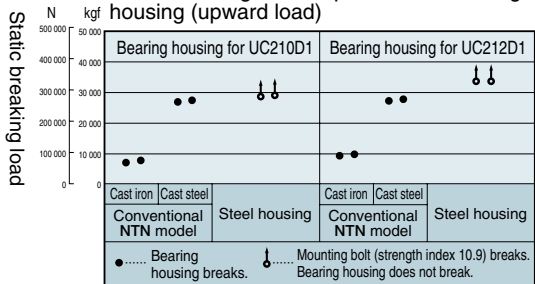 housing (upward load)
N kgf
Static breaking load
500 000 50 000
400 000 40 000
300 000 30 000
200 000 20 000
100 000 10 000
0 0
Bearing housing for UC210D1 Bearing housing for UC212D1
Cast iron Cast steel Steel housing Cast iron Cast steel Steel housing
Conventional Conventional
NTN model NTN model
...... Bearing
housing breaks.
...... Mounting bolt (strength index 10.9) breaks.
Bearing housing does not break.